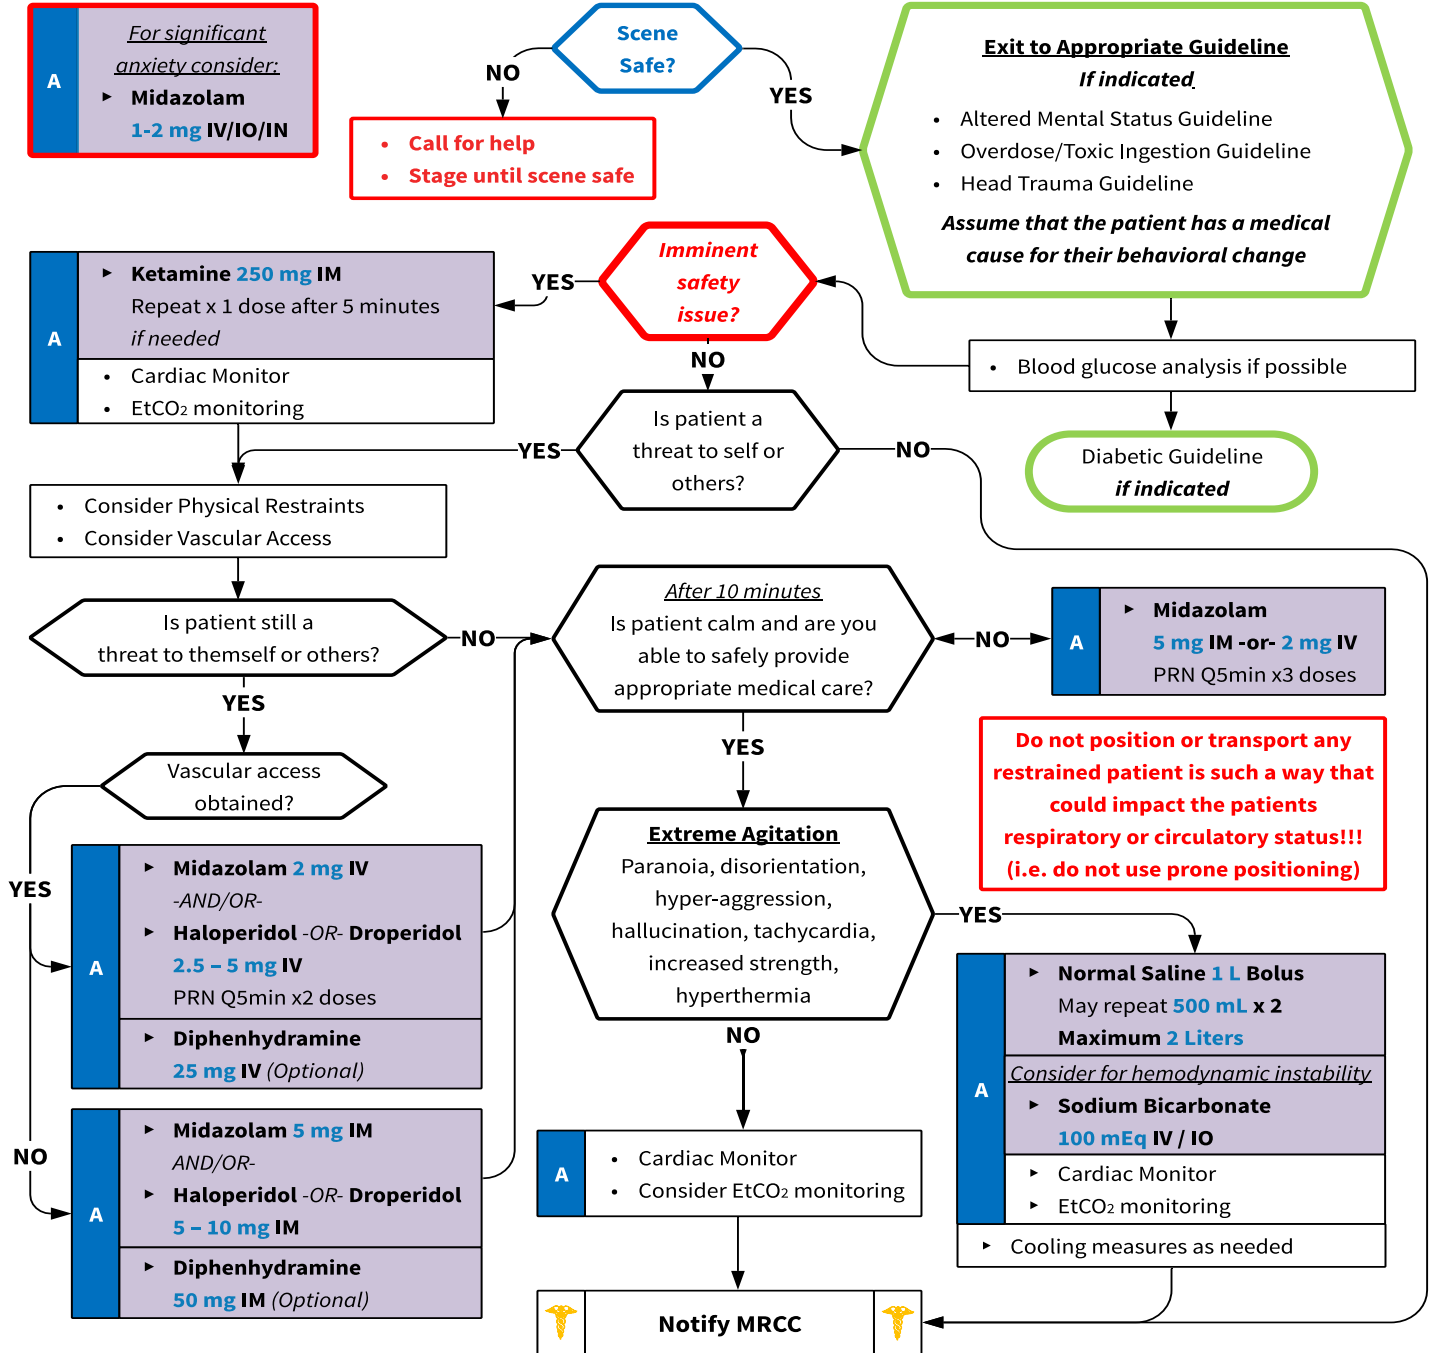 A
For significant
anxiety consider:
‣ Midazolam
1-2 mg IV/IO/IN
Scene
Safe?
NO
YES
• Call for help
• Stage until scene safe
Exit to Appropriate Guideline
If indicated.
• Altered Mental Status Guideline
• Overdose/Toxic Ingestion Guideline
• Head Trauma Guideline
Assume that the patient has a medical
cause for their behavioral change
• Blood glucose analysis if possible
Diabetic Guideline
if indicated
Imminent
safety
issue?
YES
NO
A
‣ Ketamine 250 mg IM
Repeat x 1 dose after 5 minutes
if needed
• Cardiac Monitor
• EtCO₂ monitoring
Is patient a
threat to self or
others?
YES
NO
• Consider Physical Restraints
• Consider Vascular Access
Is patient still a
threat to themself or others?
NO
YES
After 10 minutes
Is patient calm and are you
able to safely provide
appropriate medical care?
NO
A
‣ Midazolam
5 mg IM -or- 2 mg IV
PRN Q5min x3 doses
YES
Do not position or transport any
restrained patient is such a way that
could impact the patients
respiratory or circulatory status!!!
(i.e. do not use prone positioning)
Vascular access
obtained?
YES
A
‣ Midazolam 2 mg IV
-AND/OR-
‣ Haloperidol -OR- Droperidol
2.5 – 5 mg IV
PRN Q5min x2 doses
‣ Diphenhydramine
25 mg IV (Optional)
NO
A
‣ Midazolam 5 mg IM
AND/OR-
‣ Haloperidol -OR- Droperidol
5 – 10 mg IM
‣ Diphenhydramine
50 mg IM (Optional)
Extreme Agitation
Paranoia, disorientation,
hyper-aggression,
hallucination, tachycardia,
increased strength,
hyperthermia
YES
NO
A
‣ Normal Saline 1 L Bolus
May repeat 500 mL x 2
Maximum 2 Liters
Consider for hemodynamic instability
‣ Sodium Bicarbonate
100 mEq IV / IO
‣ Cardiac Monitor
‣ EtCO₂ monitoring
‣ Cooling measures as needed
A
• Cardiac Monitor
• Consider EtCO₂ monitoring
Notify MRCC